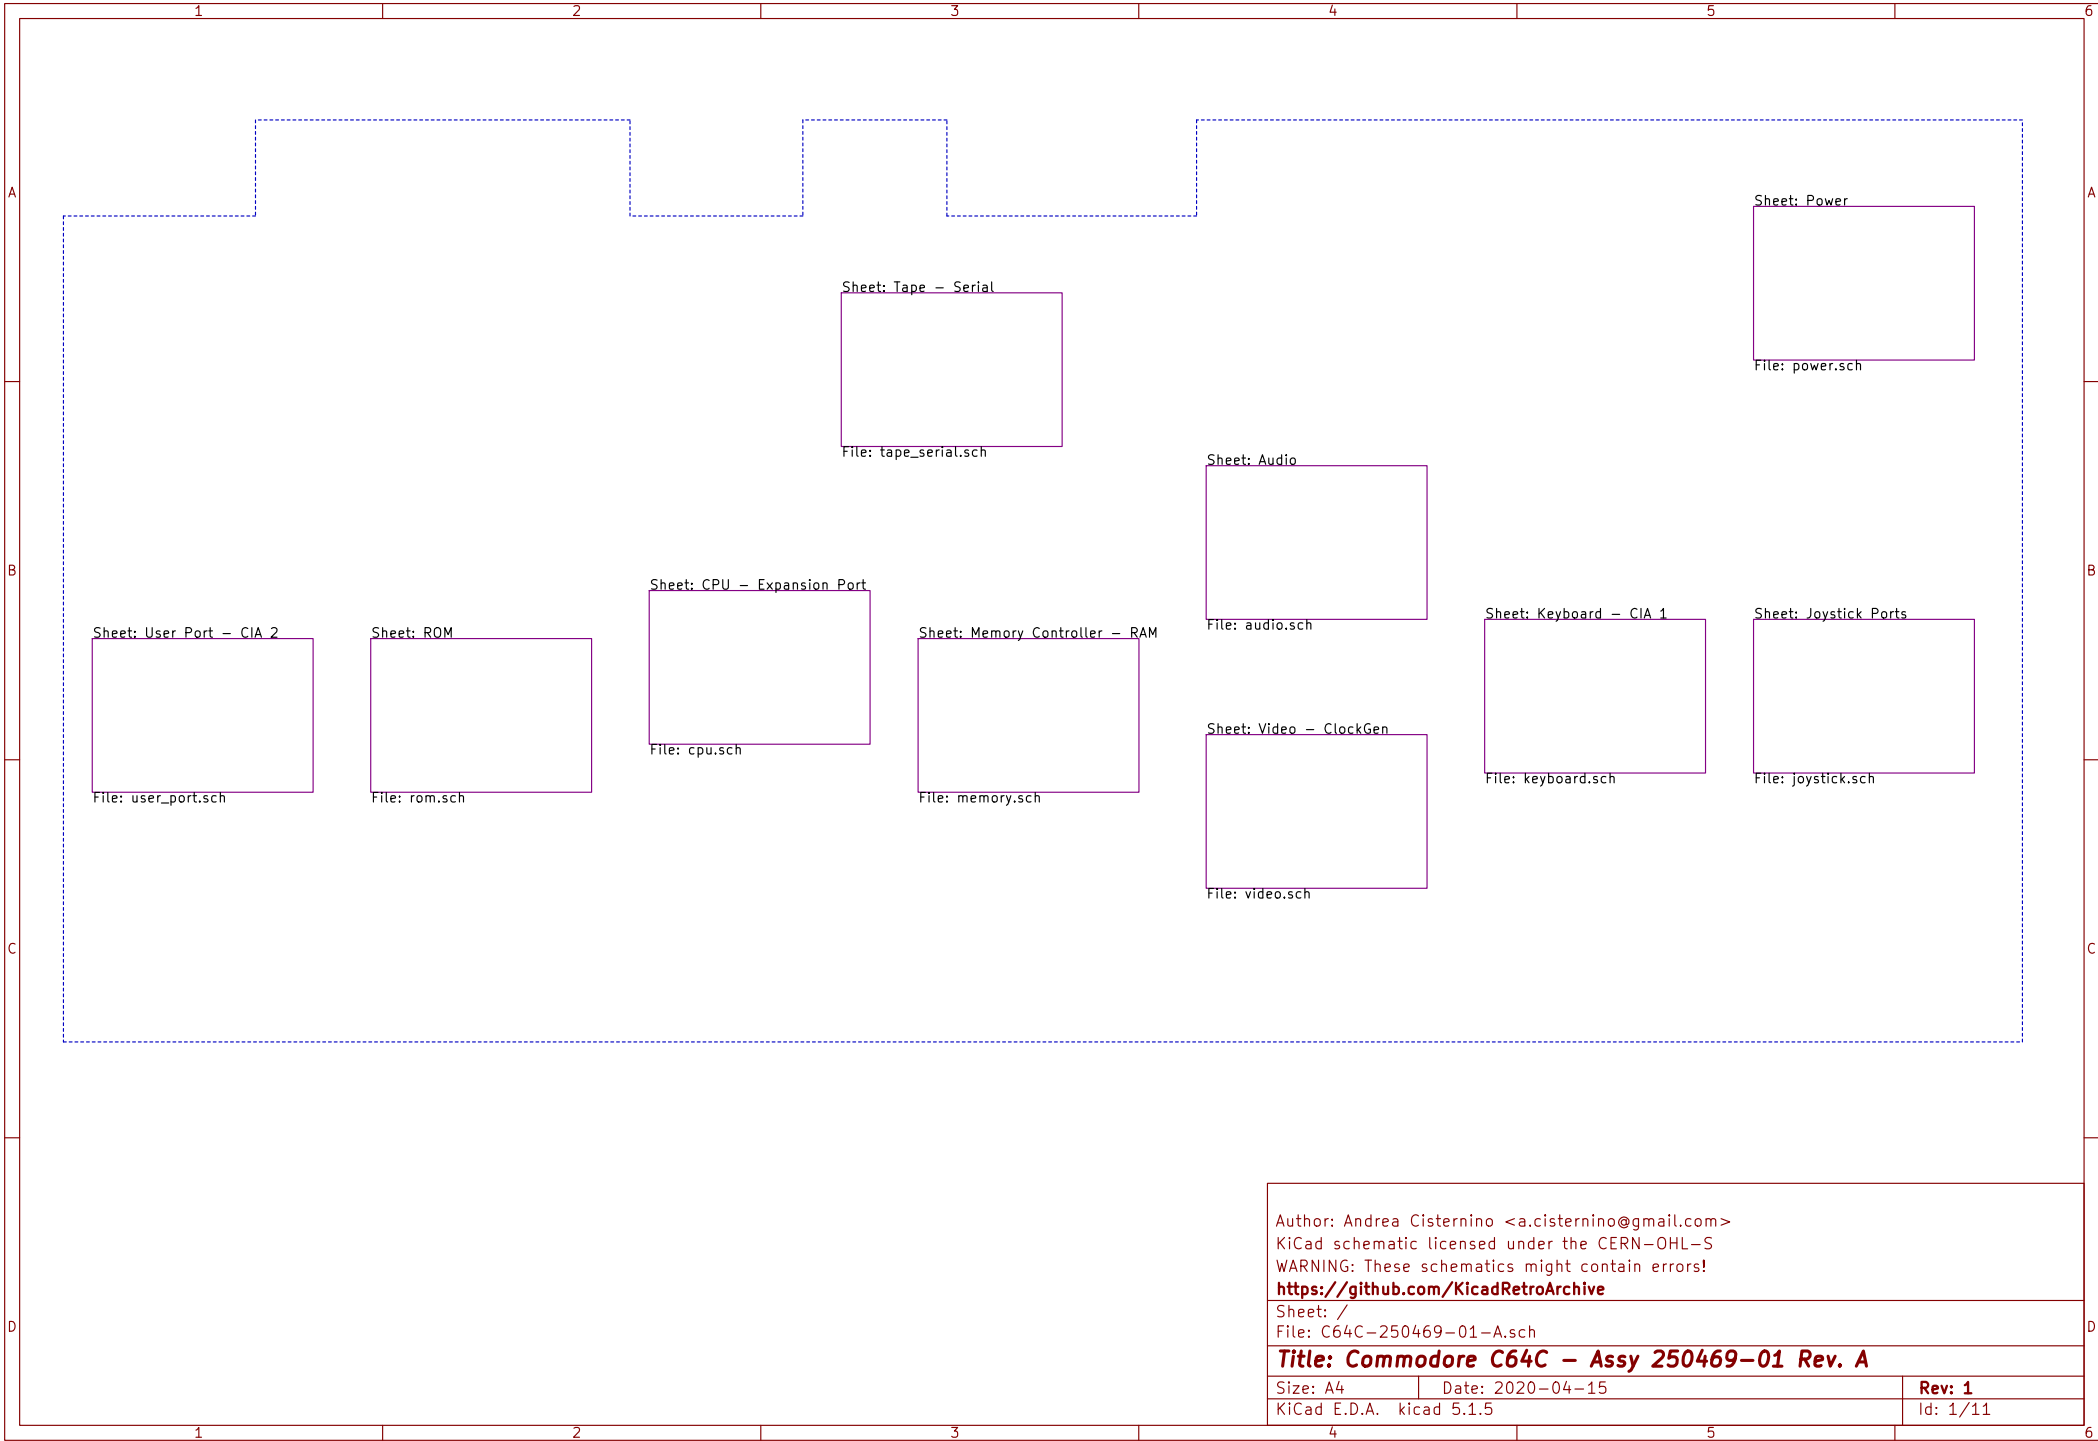 1 2 3 4 5 6
A A
Sheet: Power
File: power.sch
Sheet: Tape – Serial
File: tape_serial.sch
Sheet: Audio
File: audio.sch
B B
Sheet: CPU – Expansion Port
File: cpu.sch
Sheet: User Port – CIA 2
File: user_port.sch
Sheet: ROM
File: rom.sch
Sheet: Memory Controller – RAM
File: memory.sch
Sheet: Keyboard – CIA 1
File: keyboard.sch
Sheet: Joystick Ports
File: joystick.sch
Sheet: Video – ClockGen
File: video.sch
C C
Author: Andrea Cisternino <a.cisternino@gmail.com>
KiCad schematic licensed under the CERN–OHL–S
WARNING: These schematics might contain errors!
https://github.com/KicadRetroArchive
Sheet: /
File: C64C–250469–01–A.sch
D D
Title: Commodore C64C – Assy 250469–01 Rev. A
Size: A4 Date: 2020–04–15 Rev: 1
KiCad E.D.A. kicad 5.1.5 Id: 1/11
1 2 3 4 5 6